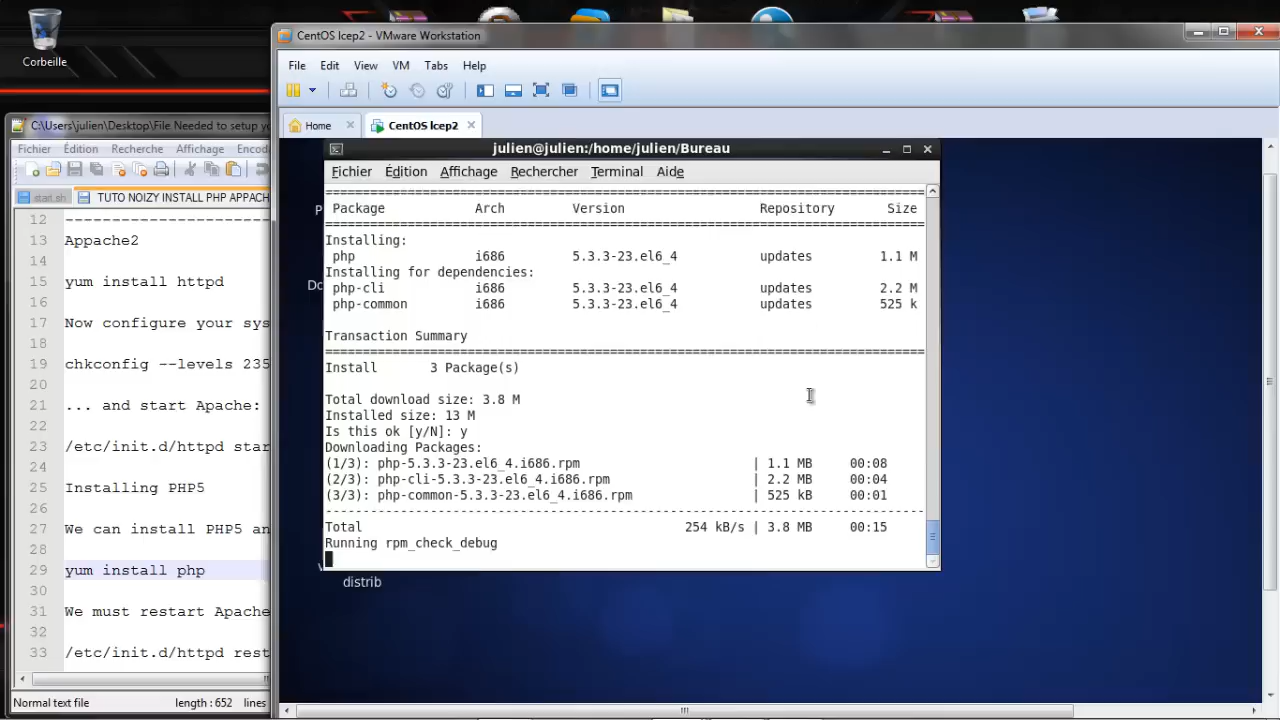 Corbeille
CentOS Icep2 - VMware Workstation
File Edit View VM Tabs Help
Home
CentOS Icep2
C:\Users\julien\Desktop\File Needed to setup
Fichier Édition Recherche Affichage
start.sh
TUTO NOIZY INSTALL PHP APPACH
12 ----------------------
13 Appache2
14
15 yum install httpd
16
17 Now configure your sys
18
19 chkconfig --levels 235
20
21 ... and start Apache:
22
23 /etc/init.d/httpd star
24
25 Installing PHP5
26
27 We can install PHP5 an
28
29 yum install php
30
31 We must restart Apache
32
33 /etc/init.d/httpd rest
Normal text file length : 652 lines
julien@julien:/home/julien/Bureau
Fichier Édition Affichage Rechercher Terminal Aide
================================================================================
Package Arch Version Repository Size
================================================================================
Installing:
php i686 5.3.3-23.el6_4 updates 1.1 M
Installing for dependencies:
php-cli i686 5.3.3-23.el6_4 updates 2.2 M
php-common i686 5.3.3-23.el6_4 updates 525 k
Transaction Summary
================================================================================
Install 3 Package(s)
Total download size: 3.8 M
Installed size: 13 M
Is this ok [y/N]: y
Downloading Packages:
(1/3): php-5.3.3-23.el6_4.i686.rpm | 1.1 MB 00:08
(2/3): php-cli-5.3.3-23.el6_4.i686.rpm | 2.2 MB 00:04
(3/3): php-common-5.3.3-23.el6_4.i686.rpm | 525 kB 00:01
--------------------------------------------------------------------------------
Total 254 kB/s | 3.8 MB 00:15
Running rpm_check_debug
distrib